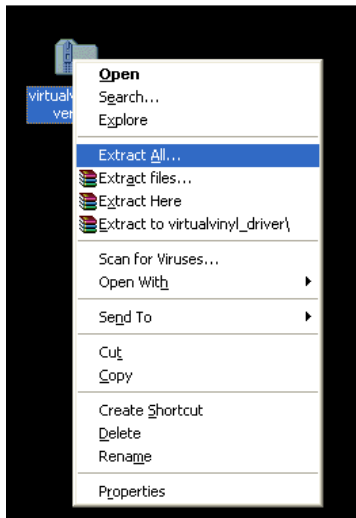 virtualv
ver
Open
Search...
Explore
Extract All...
Extract files...
Extract Here
Extract to virtualvinyl_driver\
Scan for Viruses...
Open With
Send To
Cut
Copy
Create Shortcut
Delete
Rename
Properties